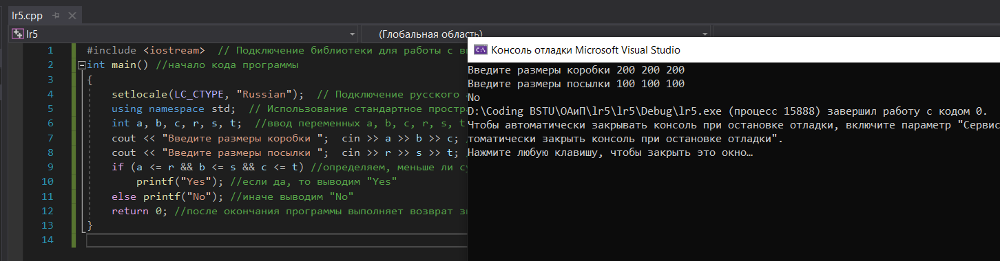 lr5.cpp
lr5
(Глобальная область)
1 #include <iostream> // Подключение библиотеки для работы с в
2 int main() //начало кода программы
3 {
4 setlocale(LC_CTYPE, "Russian"); // Подключение русского
5 using namespace std; // Использование стандартное простр
6 int a, b, c, r, s, t; //ввод переменных a, b, c, r, s, t
7 cout << "Введите размеры коробки "; cin >> a >> b >> c; /
8 cout << "Введите размеры посылки "; cin >> r >> s >> t; /
9 if (a <= r && b <= s && c <= t) //определяем, меньше ли су
10 printf("Yes"); //если да, то выводим "Yes"
11 else printf("No"); //иначе выводим "No"
12 return 0; //после окончания программы выполняет возврат з
13 }
14
Консоль отладки Microsoft Visual Studio
Введите размеры коробки 200 200 200
Введите размеры посылки 100 100 100
No
D:\Coding BSTU\ОАиП\lr5\lr5\Debug\lr5.exe (процесс 15888) завершил работу с кодом 0.
Чтобы автоматически закрывать консоль при остановке отладки, включите параметр "Сервис
томатически закрыть консоль при остановке отладки".
Нажмите любую клавишу, чтобы закрыть это окно…